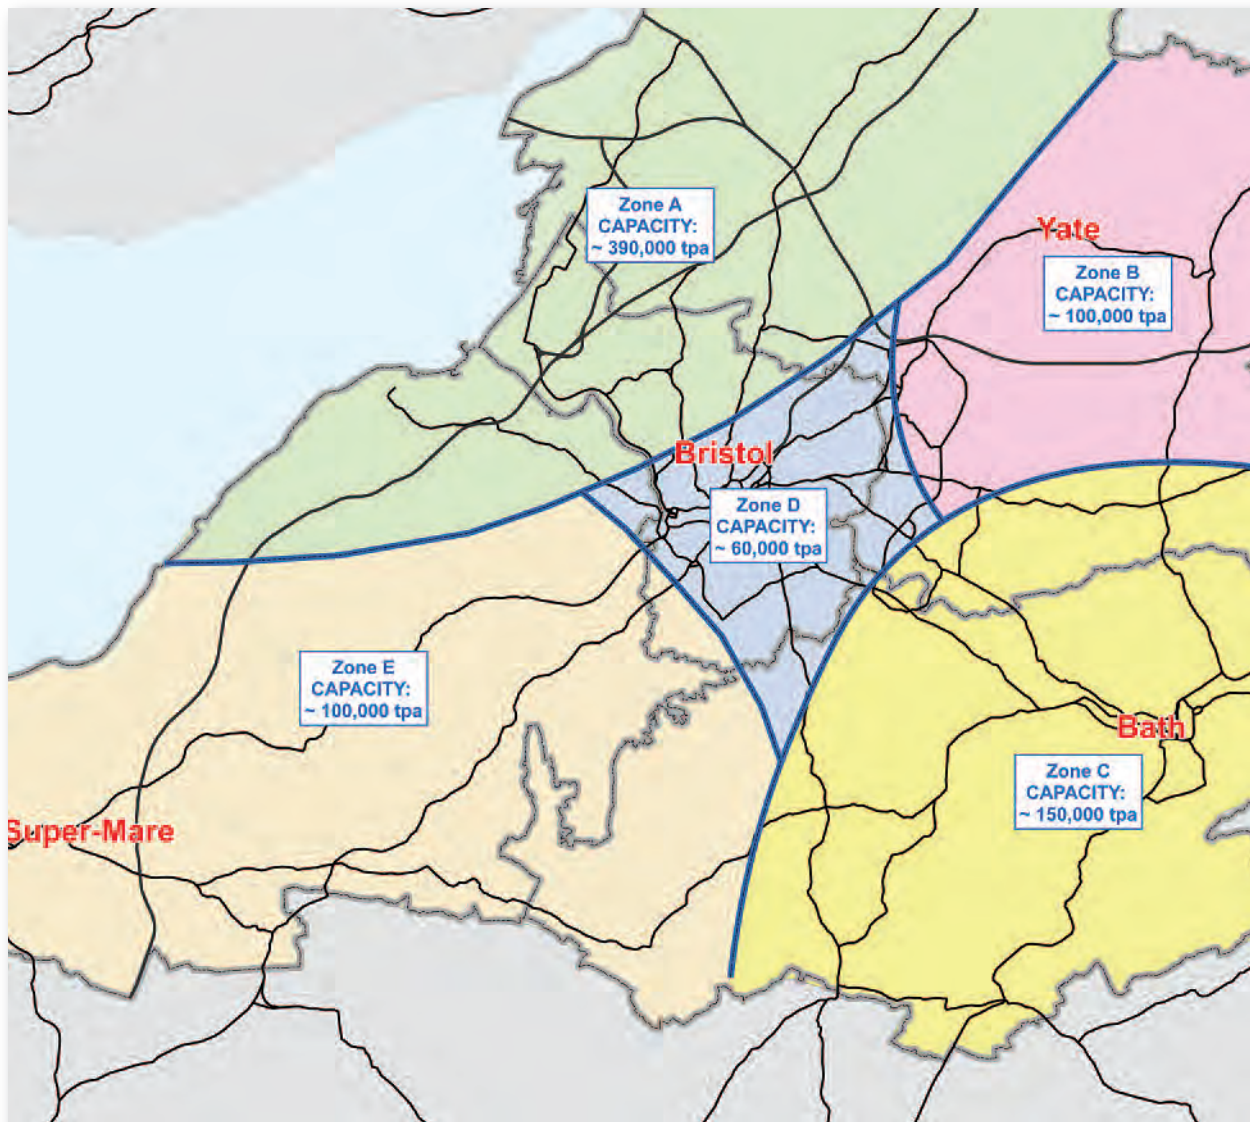 Zone A
CAPACITY:
~ 390,000 tpa
Yate
Zone B
CAPACITY:
~ 100,000 tpa
Bristol
Zone D
CAPACITY:
~ 60,000 tpa
Zone E
CAPACITY:
~ 100,000 tpa
Bath
Zone C
CAPACITY:
~ 150,000 tpa
Super-Mare